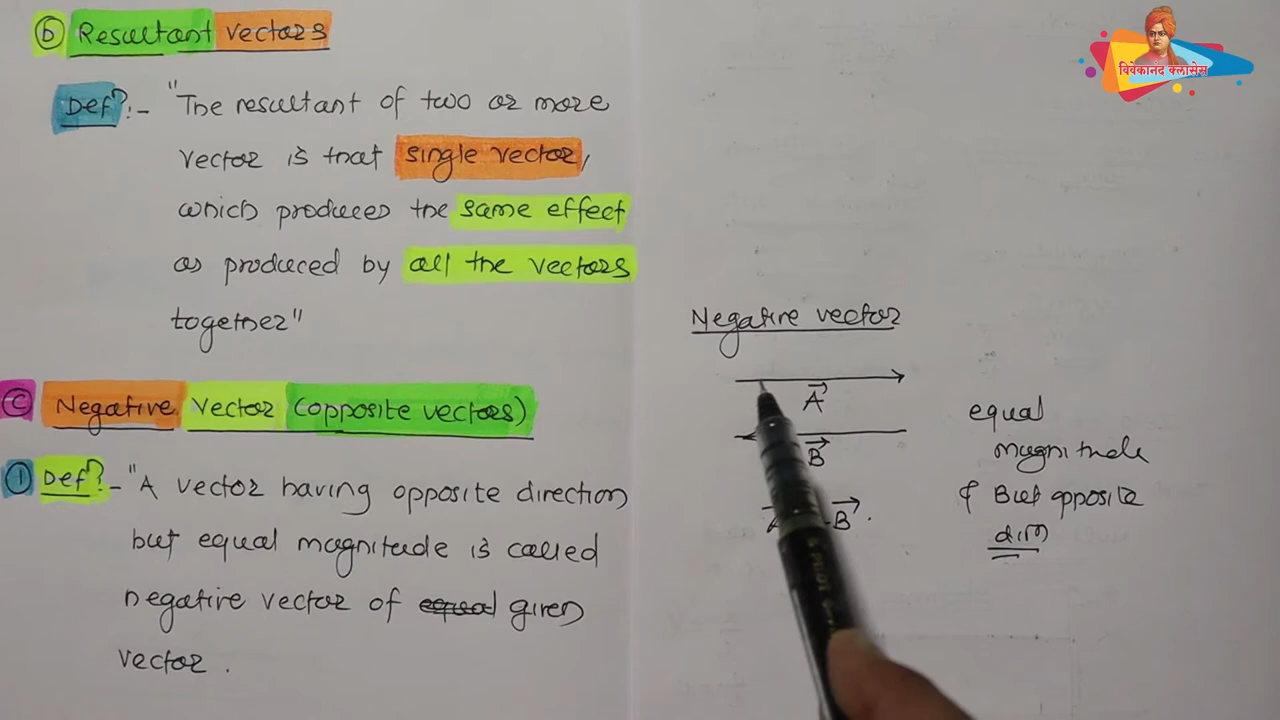 b Resultant vectors
Defⁿ:- "The resultant of two or more
vector is that single vector,
which produces the same effect
as produced by all the vectors
together"
c Negative Vector (opposite vectors)
1 Defⁿ- "A vector having opposite direction
but equal magnitude is called
negative vector of equal given
vector.
Negative vector
A
B
-B.
equal
magnitude
& But opposite
dirⁿ
विवेकानंद क्लासेस